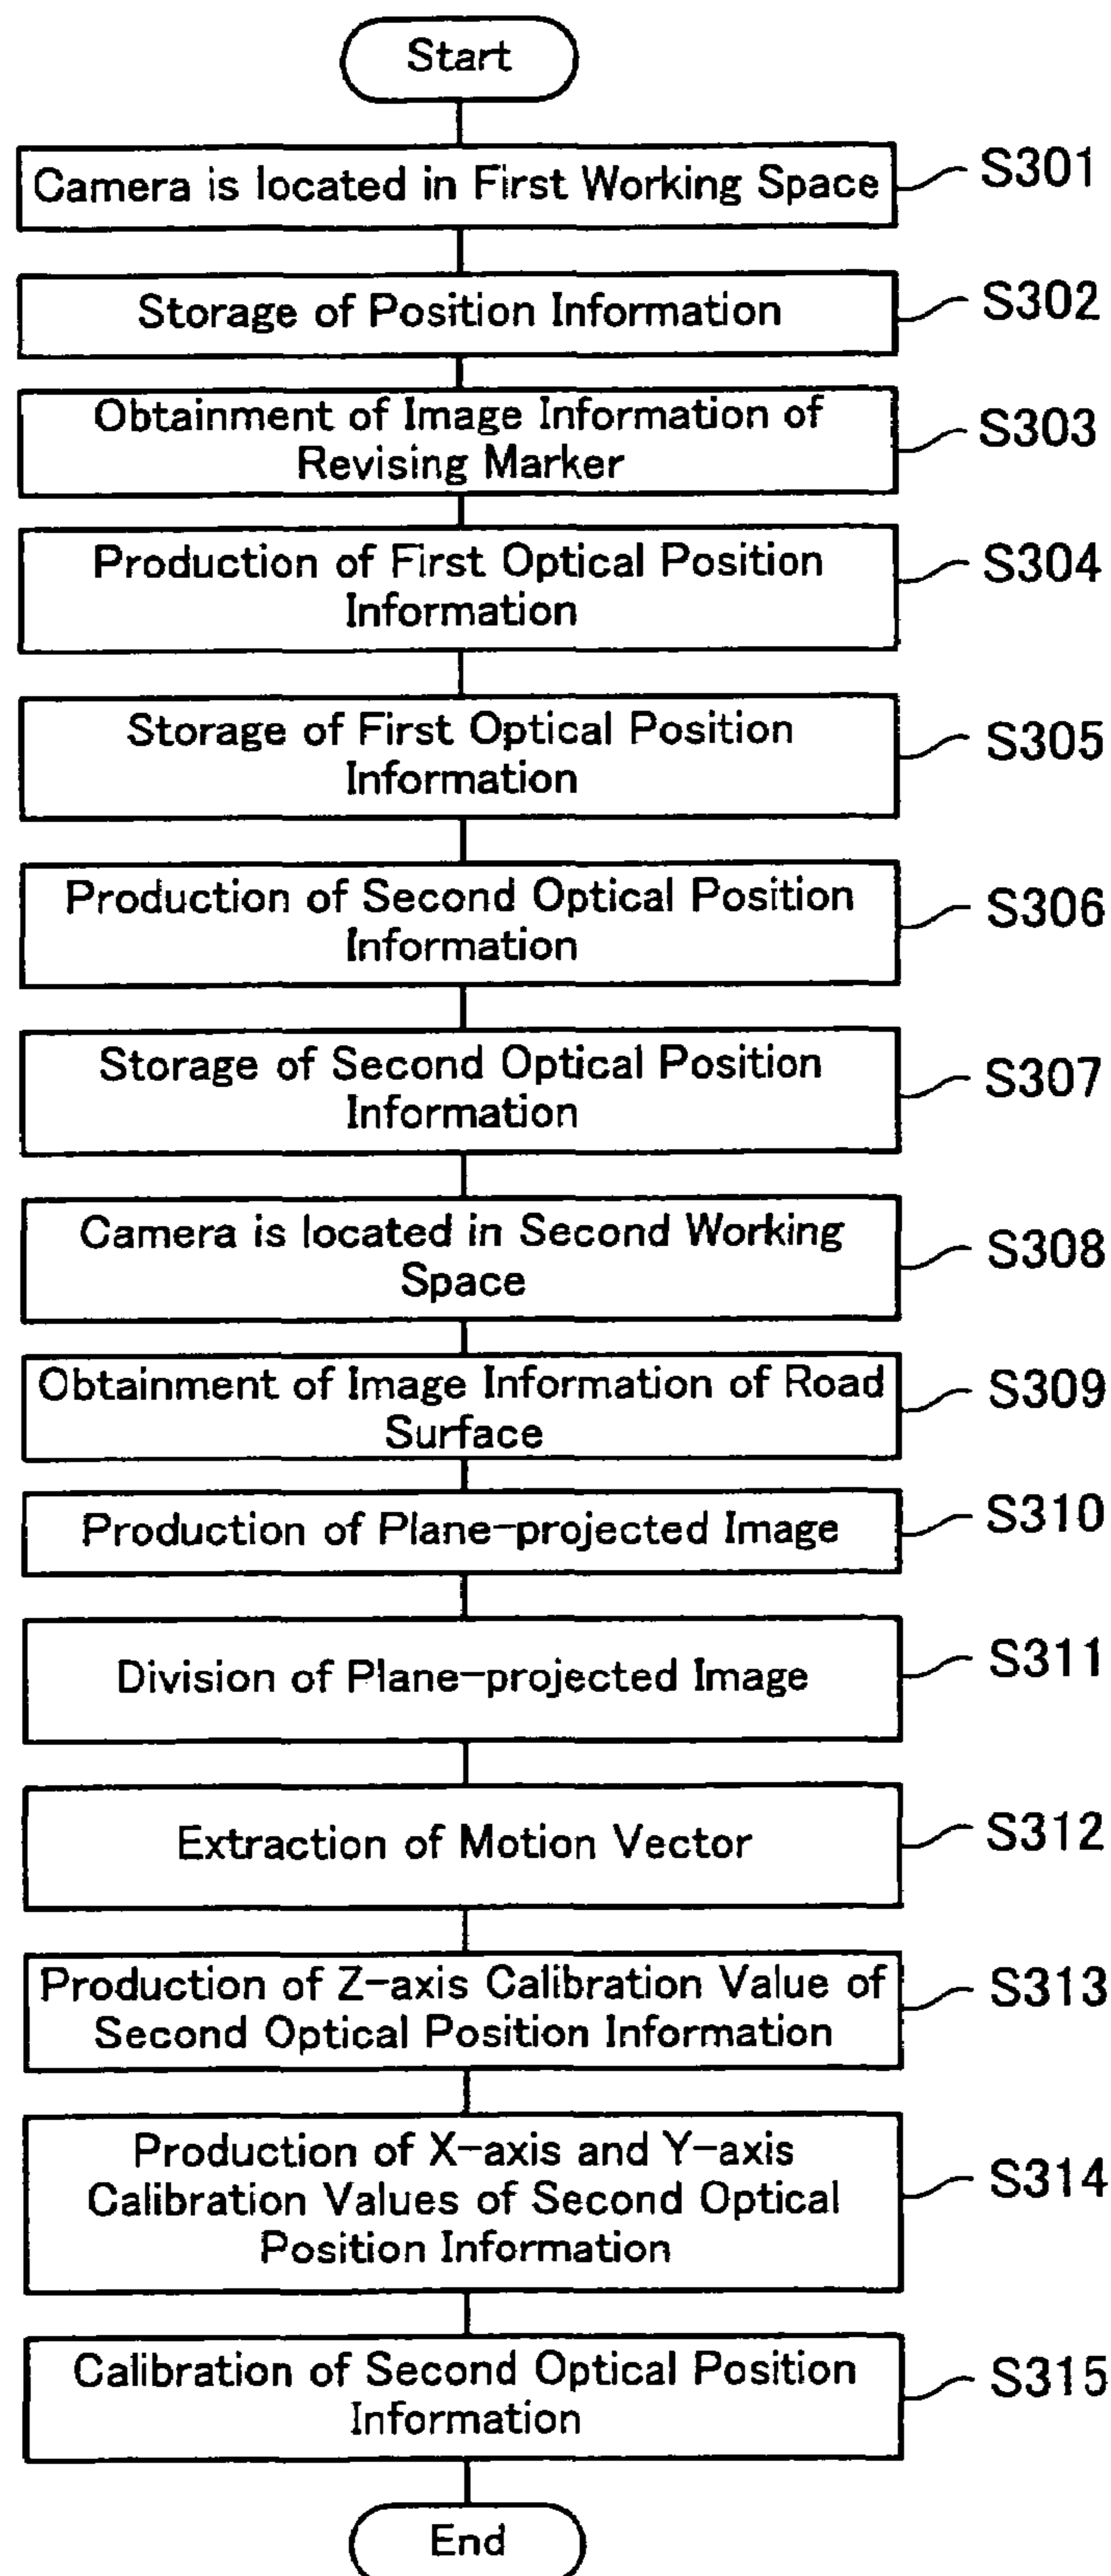 Start
Camera is located in First Working Space
S301
Storage of Position Information
S302
Obtainment of Image Information of
Revising Marker
S303
Production of First Optical Position
Information
S304
Storage of First Optical Position
Information
S305
Production of Second Optical Position
Information
S306
Storage of Second Optical Position
Information
S307
Camera is located in Second Working
Space
S308
Obtainment of Image Information of Road
Surface
S309
Production of Plane-projected Image
S310
Division of Plane-projected Image
S311
Extraction of Motion Vector
S312
Production of Z-axis Calibration Value of
Second Optical Position Information
S313
Production of X-axis and Y-axis
Calibration Values of Second Optical
Position Information
S314
Calibration of Second Optical Position
Information
S315
End